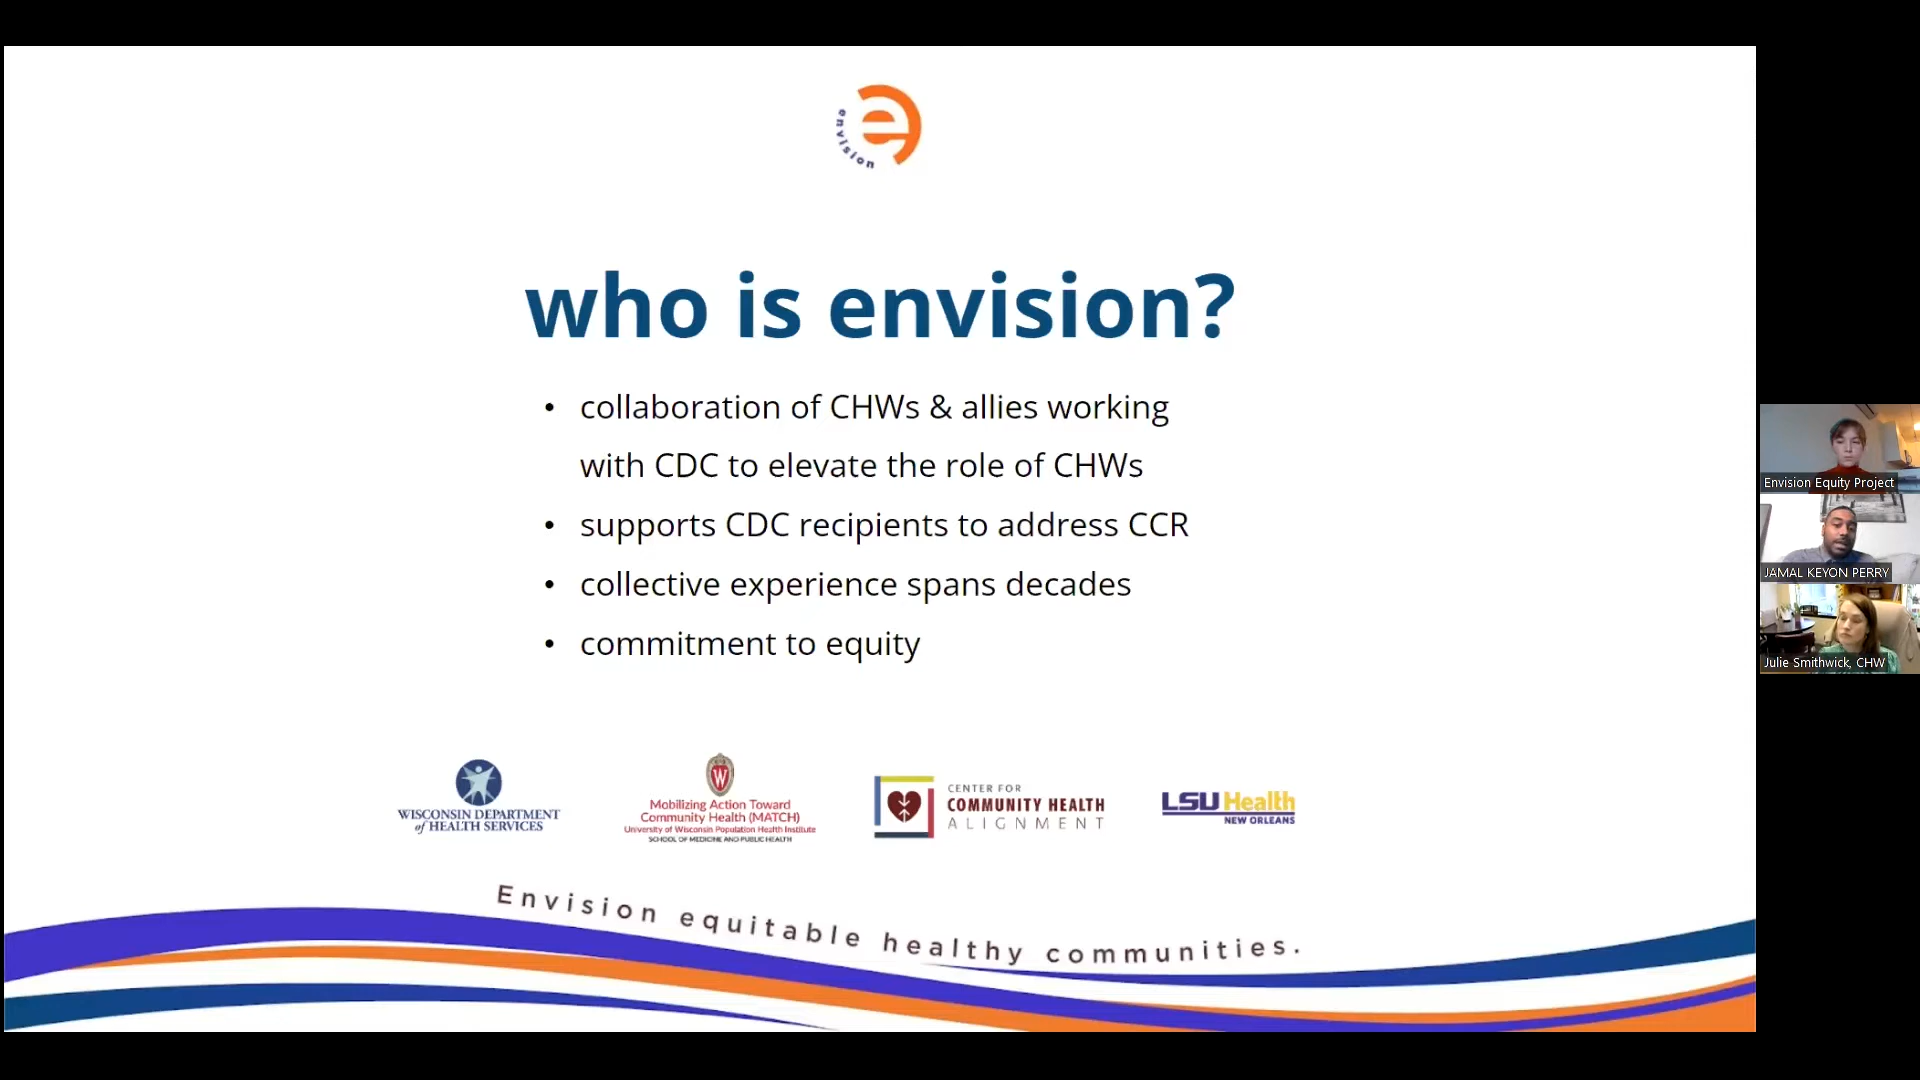 envision
who is envision?
• collaboration of CHWs & allies working
with CDC to elevate the role of CHWs
• supports CDC recipients to address CCR
• collective experience spans decades
• commitment to equity
WISCONSIN DEPARTMENT
of HEALTH SERVICES
W
Mobilizing Action Toward
Community Health (MATCH)
University of Wisconsin Population Health Institute
SCHOOL OF MEDICINE AND PUBLIC HEALTH
CENTER FOR
COMMUNITY HEALTH
ALIGNMENT
LSU Health
NEW ORLEANS
Envision equitable healthy communities.
Envision Equity Project
JAMAL KEYON PERRY
Julie Smithwick, CHW